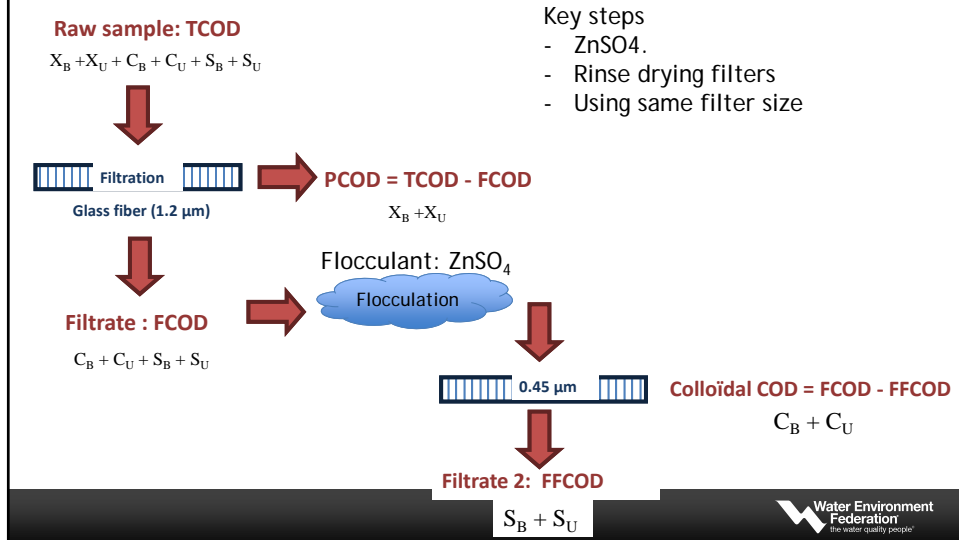 Raw sample: TCOD
X_B +X_U + C_B + C_U + S_B + S_U
Key steps
- ZnSO4.
- Rinse drying filters
- Using same filter size
Filtration
Glass fiber (1.2 µm)
PCOD = TCOD - FCOD
X_B +X_U
Flocculant: ZnSO_4
Flocculation
Filtrate : FCOD
C_B + C_U + S_B + S_U
0.45 µm
Colloïdal COD = FCOD - FFCOD
C_B + C_U
Filtrate 2: FFCOD
S_B + S_U
Water Environment
Federation
the water quality people®